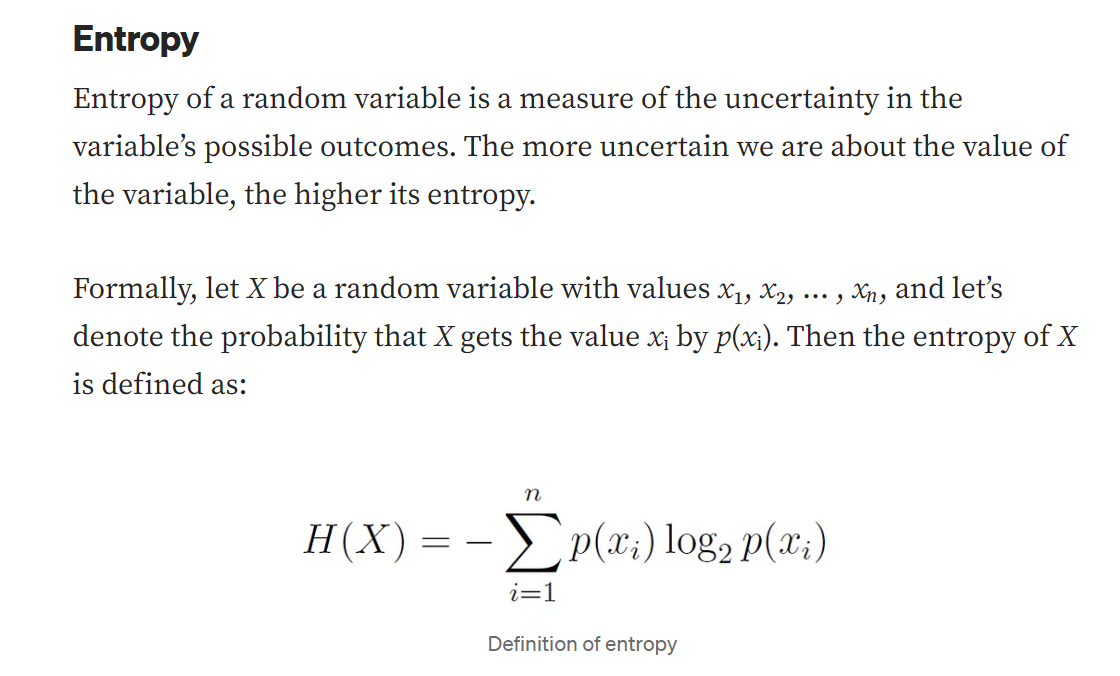 Entropy
Entropy of a random variable is a measure of the uncertainty in the
variable’s possible outcomes. The more uncertain we are about the value of
the variable, the higher its entropy.
Formally, let X be a random variable with values x₁, x₂, … , xₙ, and let’s
denote the probability that X gets the value xᵢ by p(xᵢ). Then the entropy of X
is defined as:
H(X) = − ∑ⁿᵢ₌₁ p(xᵢ) log₂ p(xᵢ)
Definition of entropy